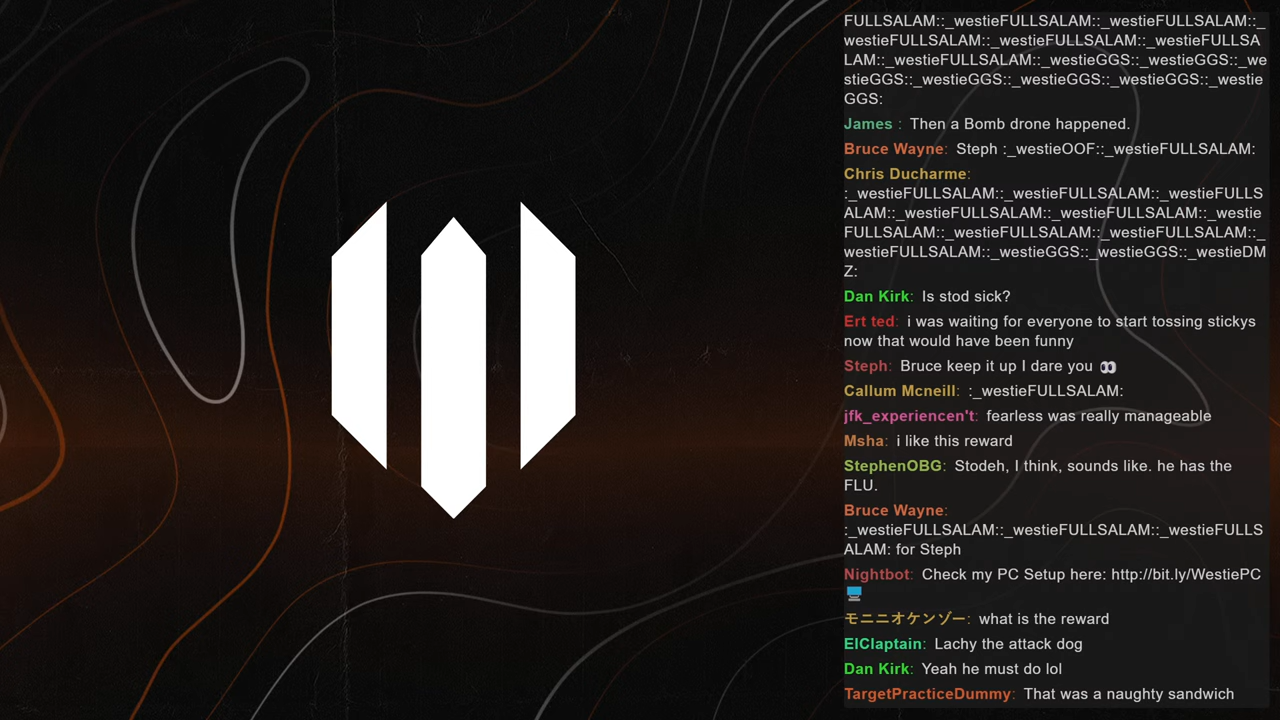 FULLSALAM::_westieFULLSALAM::_westieFULLSALAM::_
westieFULLSALAM::_westieFULLSALAM::_westieFULLSA
LAM::_westieFULLSALAM::_westieGGS::_westieGGS::_we
stieGGS::_westieGGS::_westieGGS::_westieGGS::_westie
GGS:
James : Then a Bomb drone happened.
Bruce Wayne: Steph :_westieOOF::_westieFULLSALAM:
Chris Ducharme:
:_westieFULLSALAM::_westieFULLSALAM::_westieFULLS
ALAM::_westieFULLSALAM::_westieFULLSALAM::_westie
FULLSALAM::_westieFULLSALAM::_westieFULLSALAM::_
westieFULLSALAM::_westieGGS::_westieGGS::_westieDM
Z:
Dan Kirk: Is stod sick?
Ert ted: i was waiting for everyone to start tossing stickys
now that would have been funny
Steph: Bruce keep it up I dare you 👀
Callum Mcneill: :_westieFULLSALAM:
jfk_experiencen't: fearless was really manageable
Msha: i like this reward
StephenOBG: Stodeh, I think, sounds like. he has the
FLU.
Bruce Wayne:
:_westieFULLSALAM::_westieFULLSALAM::_westieFULLS
ALAM: for Steph
Nightbot: Check my PC Setup here: http://bit.ly/WestiePC
🖥️
モニニオケンゾー: what is the reward
ElClaptain: Lachy the attack dog
Dan Kirk: Yeah he must do lol
TargetPracticeDummy: That was a naughty sandwich